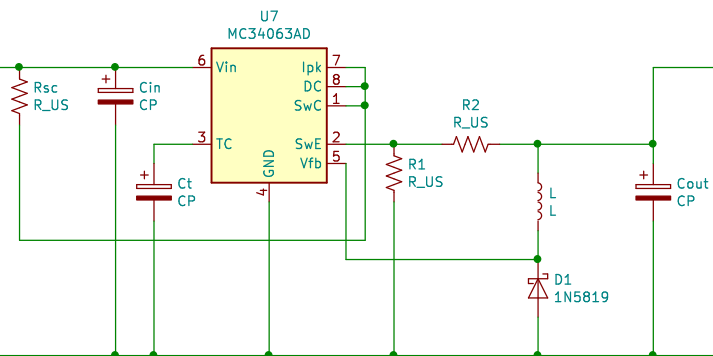 U7
MC34063AD
6
Vin
Ipk
7
DC
8
SwC
1
3
TC
SwE
2
Vfb
5
GND
4
Rsc
R_US
+
Cin
CP
+
Ct
CP
R1
R_US
R2
R_US
L
L
+
Cout
CP
D1
1N5819